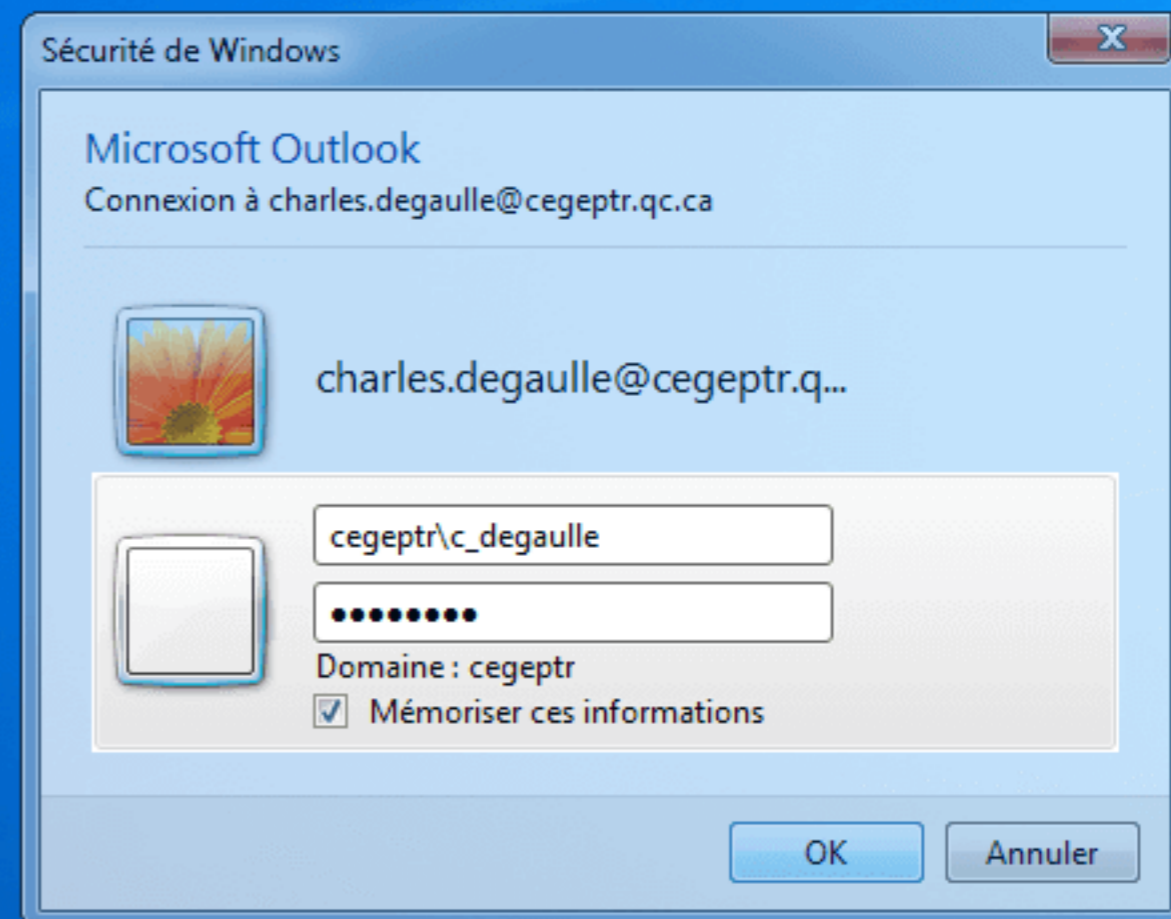 Sécurité de Windows
Microsoft Outlook
Connexion à charles.degaulle@cegeptr.qc.ca
charles.degaulle@cegeptr.q...
cegeptr\c_degaulle
••••••••
Domaine : cegeptr
Mémoriser ces informations
OK Annuler